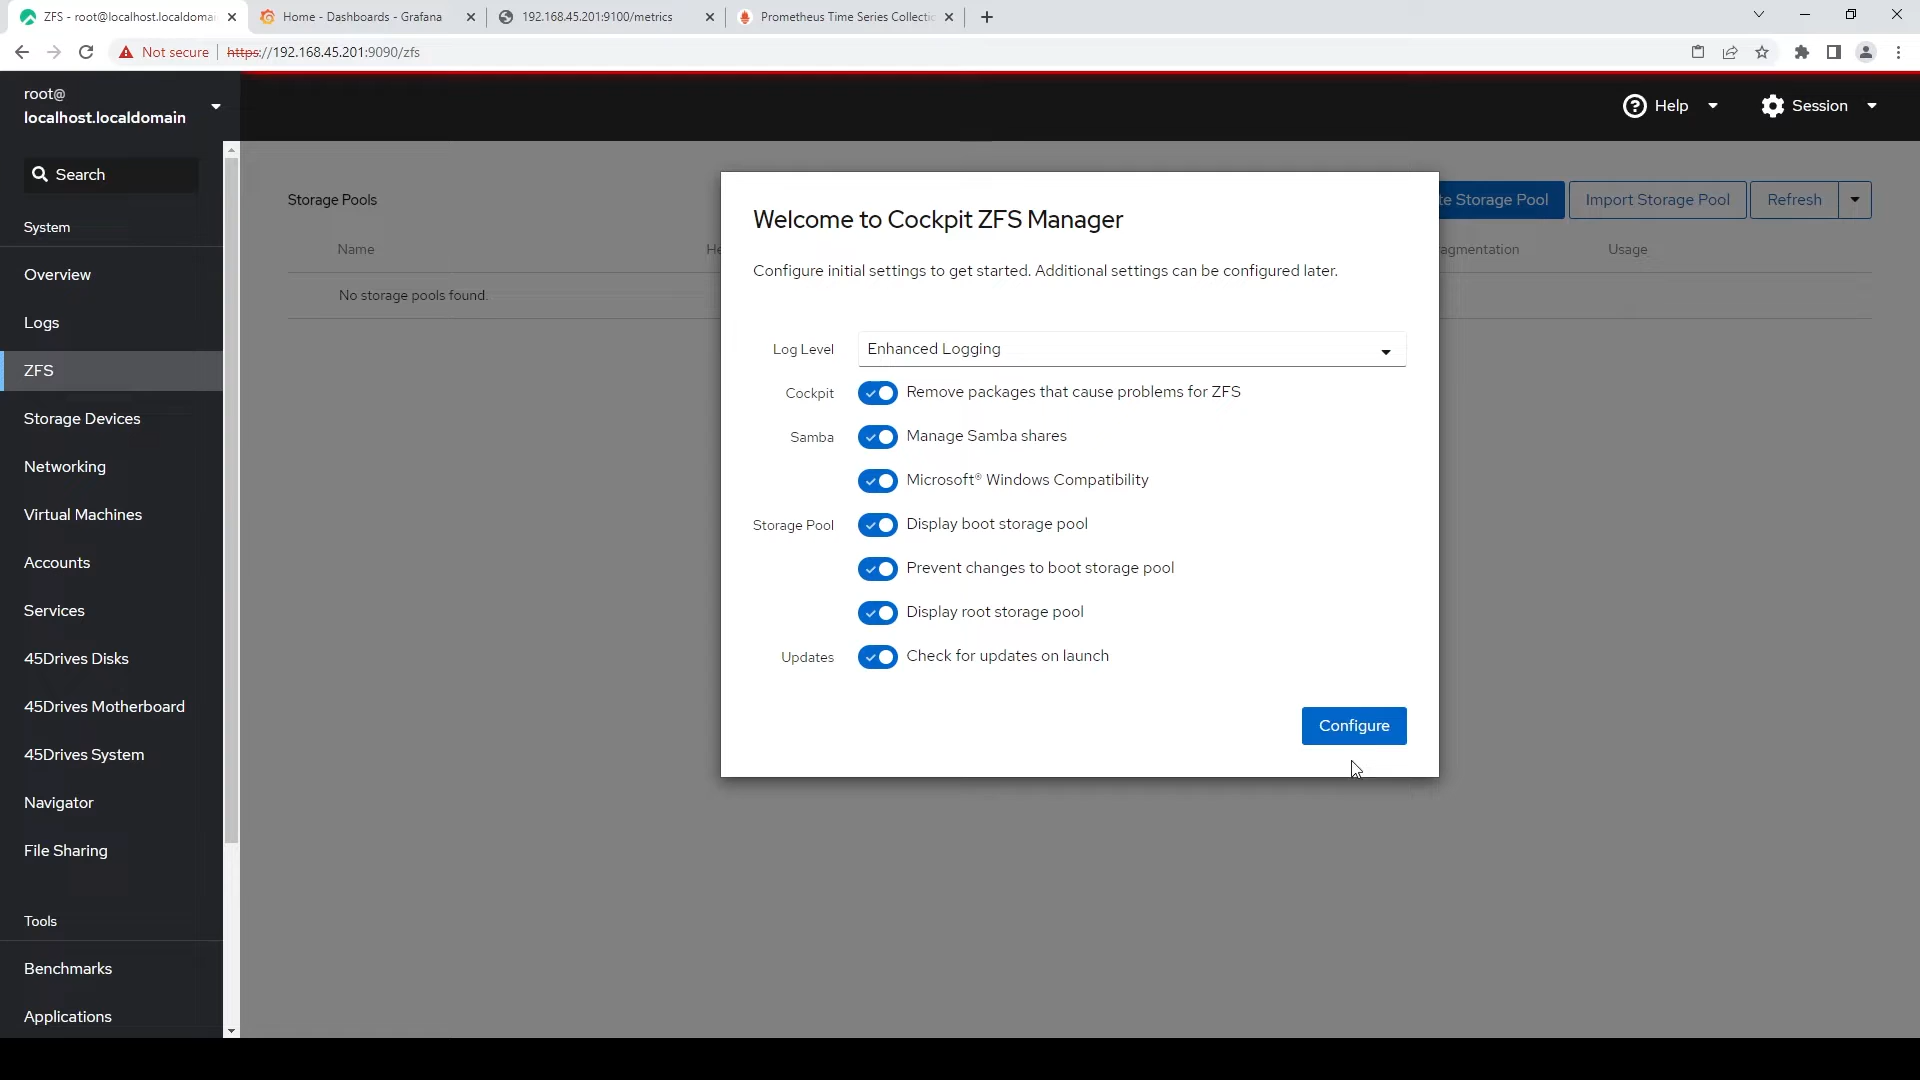 ZFS - root@localhost.localdomai
Home - Dashboards - Grafana
192.168.45.201:9100/metrics
Prometheus Time Series Collecti
Not secure
https://192.168.45.201:9090/zfs
root@
localhost.localdomain
Help
Session
Search
System
Overview
Logs
ZFS
Storage Devices
Networking
Virtual Machines
Accounts
Services
45Drives Disks
45Drives Motherboard
45Drives System
Navigator
File Sharing
Tools
Benchmarks
Applications
Storage Pools
te Storage Pool
Import Storage Pool
Refresh
Name
He
agmentation
Usage
No storage pools found.
Welcome to Cockpit ZFS Manager
Configure initial settings to get started. Additional settings can be configured later.
Log Level
Enhanced Logging
Cockpit
Remove packages that cause problems for ZFS
Samba
Manage Samba shares
Microsoft® Windows Compatibility
Storage Pool
Display boot storage pool
Prevent changes to boot storage pool
Display root storage pool
Updates
Check for updates on launch
Configure